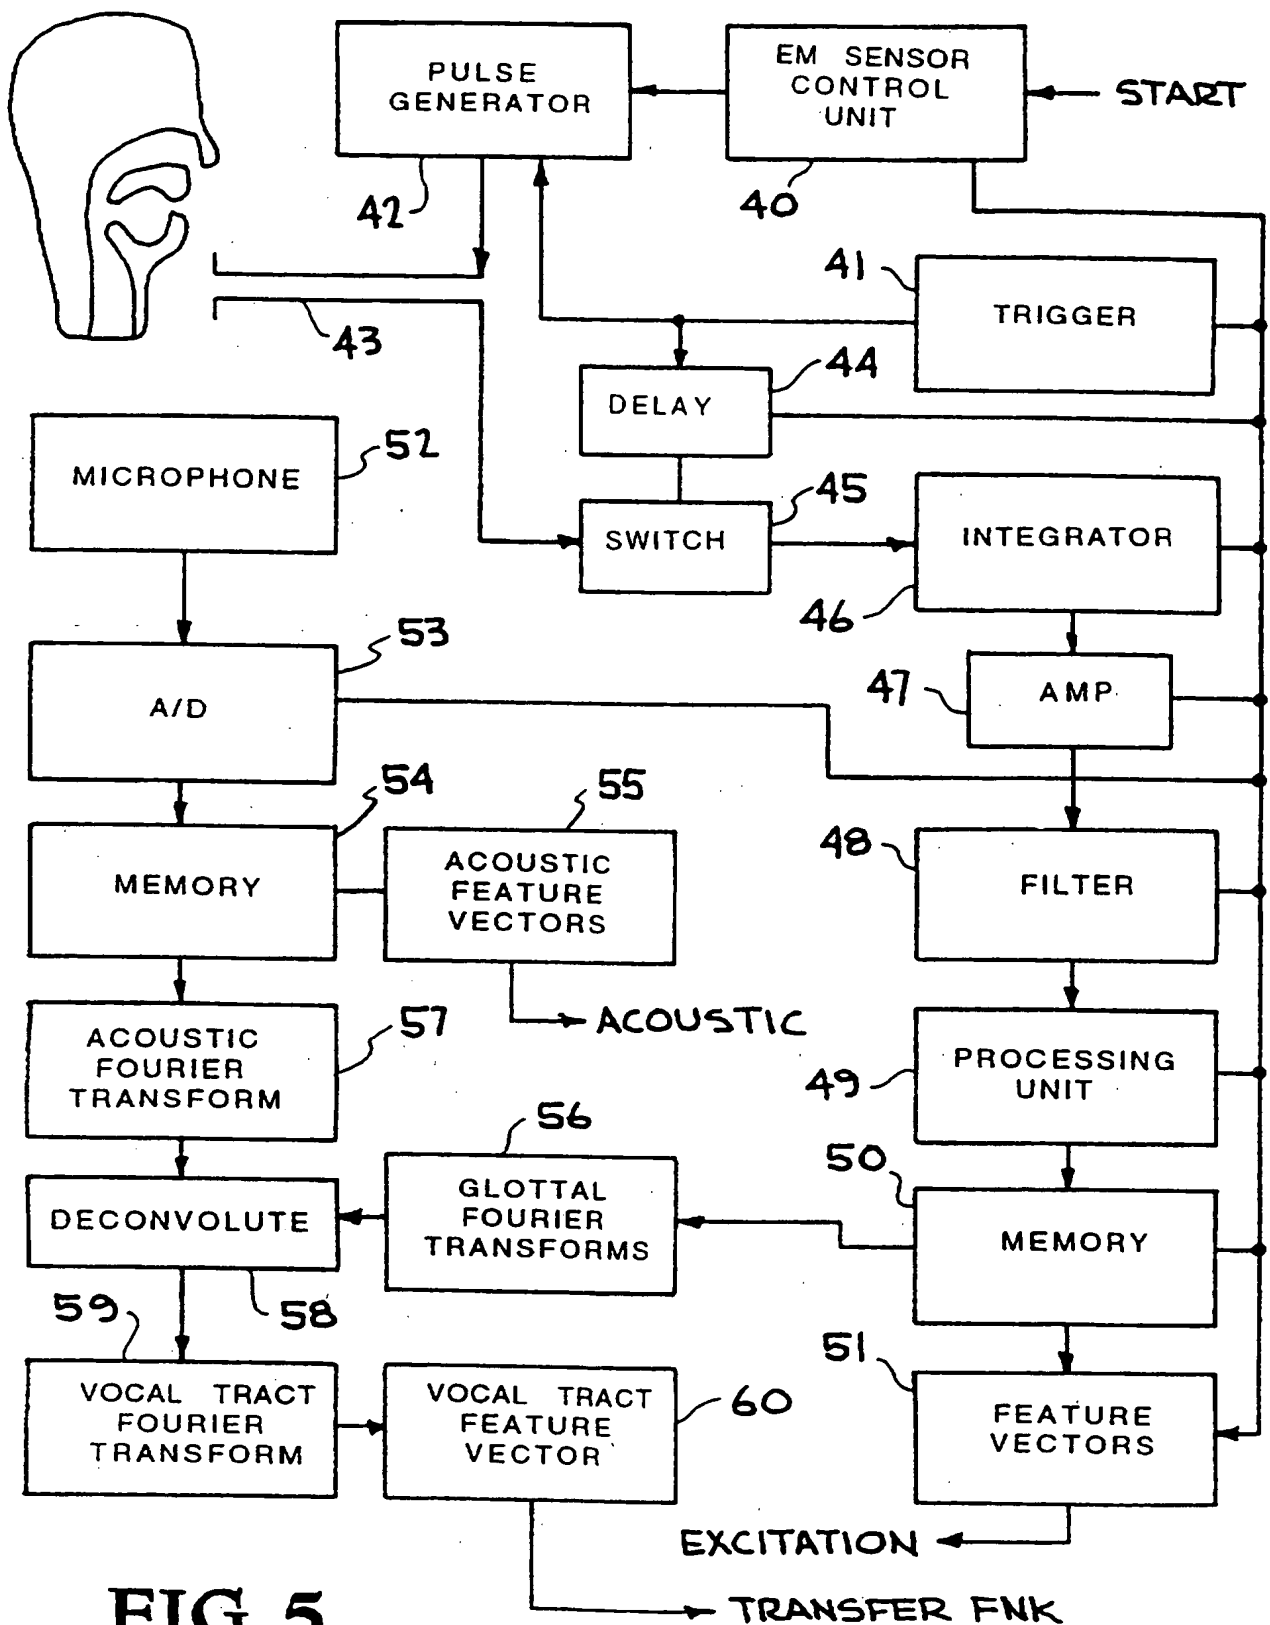 PULSE
GENERATOR
EM SENSOR
CONTROL
UNIT
START
42
40
41
TRIGGER
43
44
DELAY
MICROPHONE
52
45
SWITCH
INTEGRATOR
46
53
A/D
47
AMP
54
MEMORY
55
ACOUSTIC
FEATURE
VECTORS
48
FILTER
ACOUSTIC
57
ACOUSTIC
FOURIER
TRANSFORM
49
PROCESSING
UNIT
56
GLOTTAL
FOURIER
TRANSFORMS
50
MEMORY
DECONVOLUTE
58
59
VOCAL TRACT
FOURIER
TRANSFORM
VOCAL TRACT
FEATURE
VECTOR
60
51
FEATURE
VECTORS
EXCITATION
TRANSFER FNK
FIG. 5